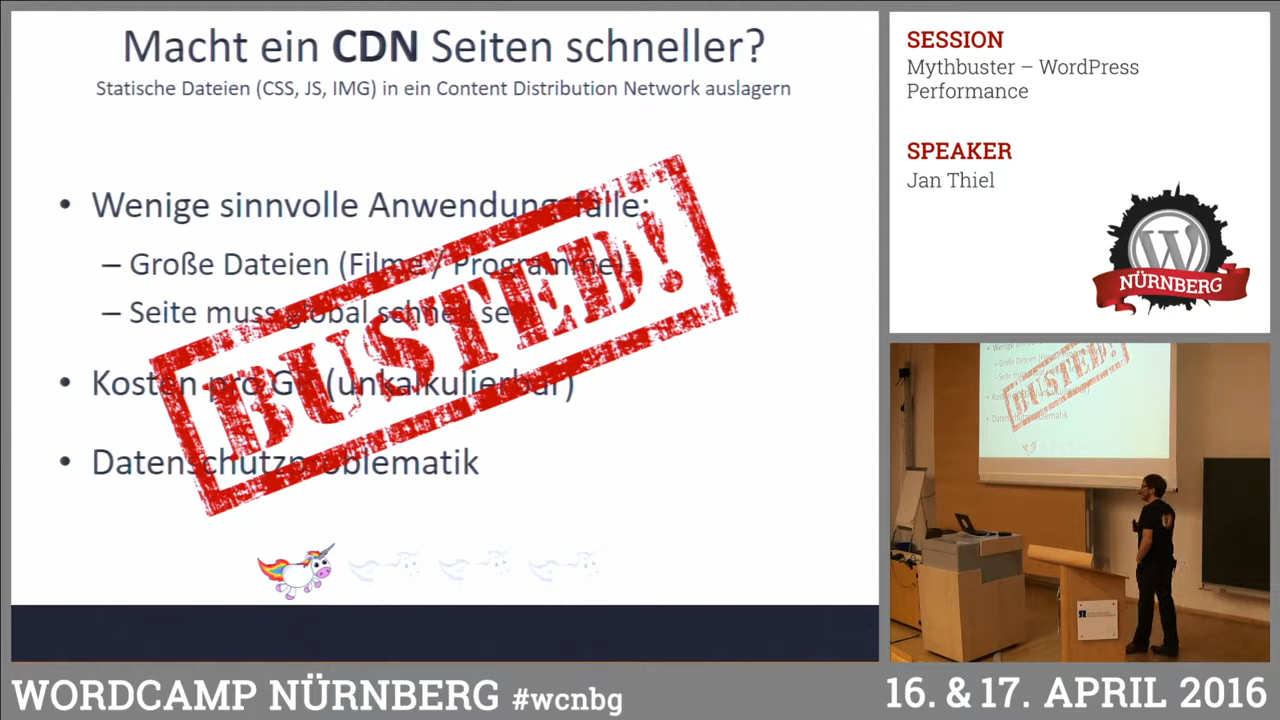 Macht ein CDN Seiten schneller?
Statische Dateien (CSS, JS, IMG) in ein Content Distribution Network auslagern
• Wenige sinnvolle Anwendungsfälle:
– Große Dateien (Filme / Programme)
– Seite muss global schnell sein
• Kosten pro GB (unkalkulierbar)
• Datenschutzproblematik
BUSTED!
SESSION
Mythbuster – WordPress
Performance
SPEAKER
Jan Thiel
NÜRNBERG
BUSTED!
WORDCAMP NÜRNBERG #wcnbg
16. & 17. APRIL 2016